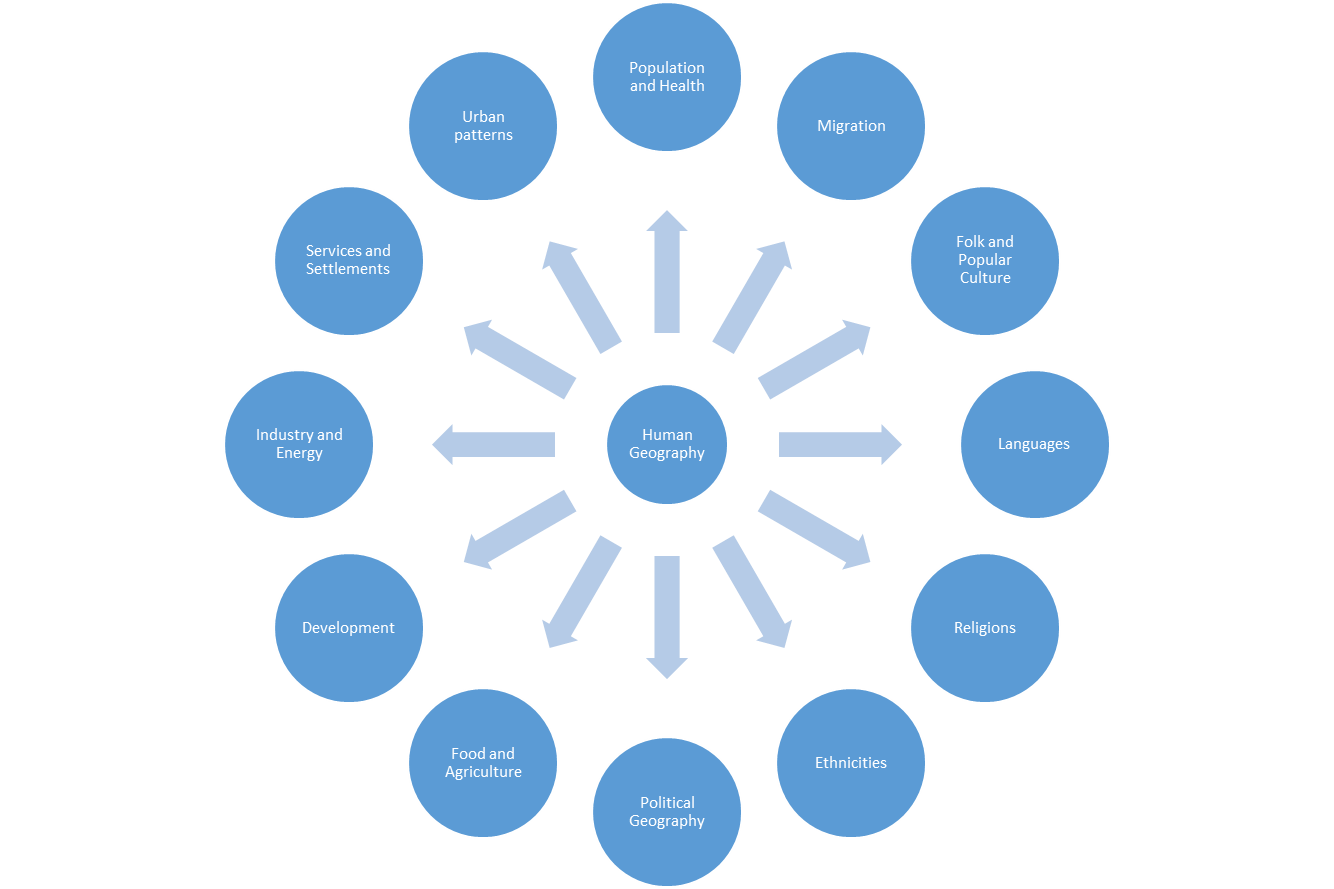 Population
and Health
Migration
Folk and
Popular
Culture
Languages
Religions
Ethnicities
Political
Geography
Food and
Agriculture
Development
Industry and
Energy
Services and
Settlements
Urban
patterns
Human
Geography